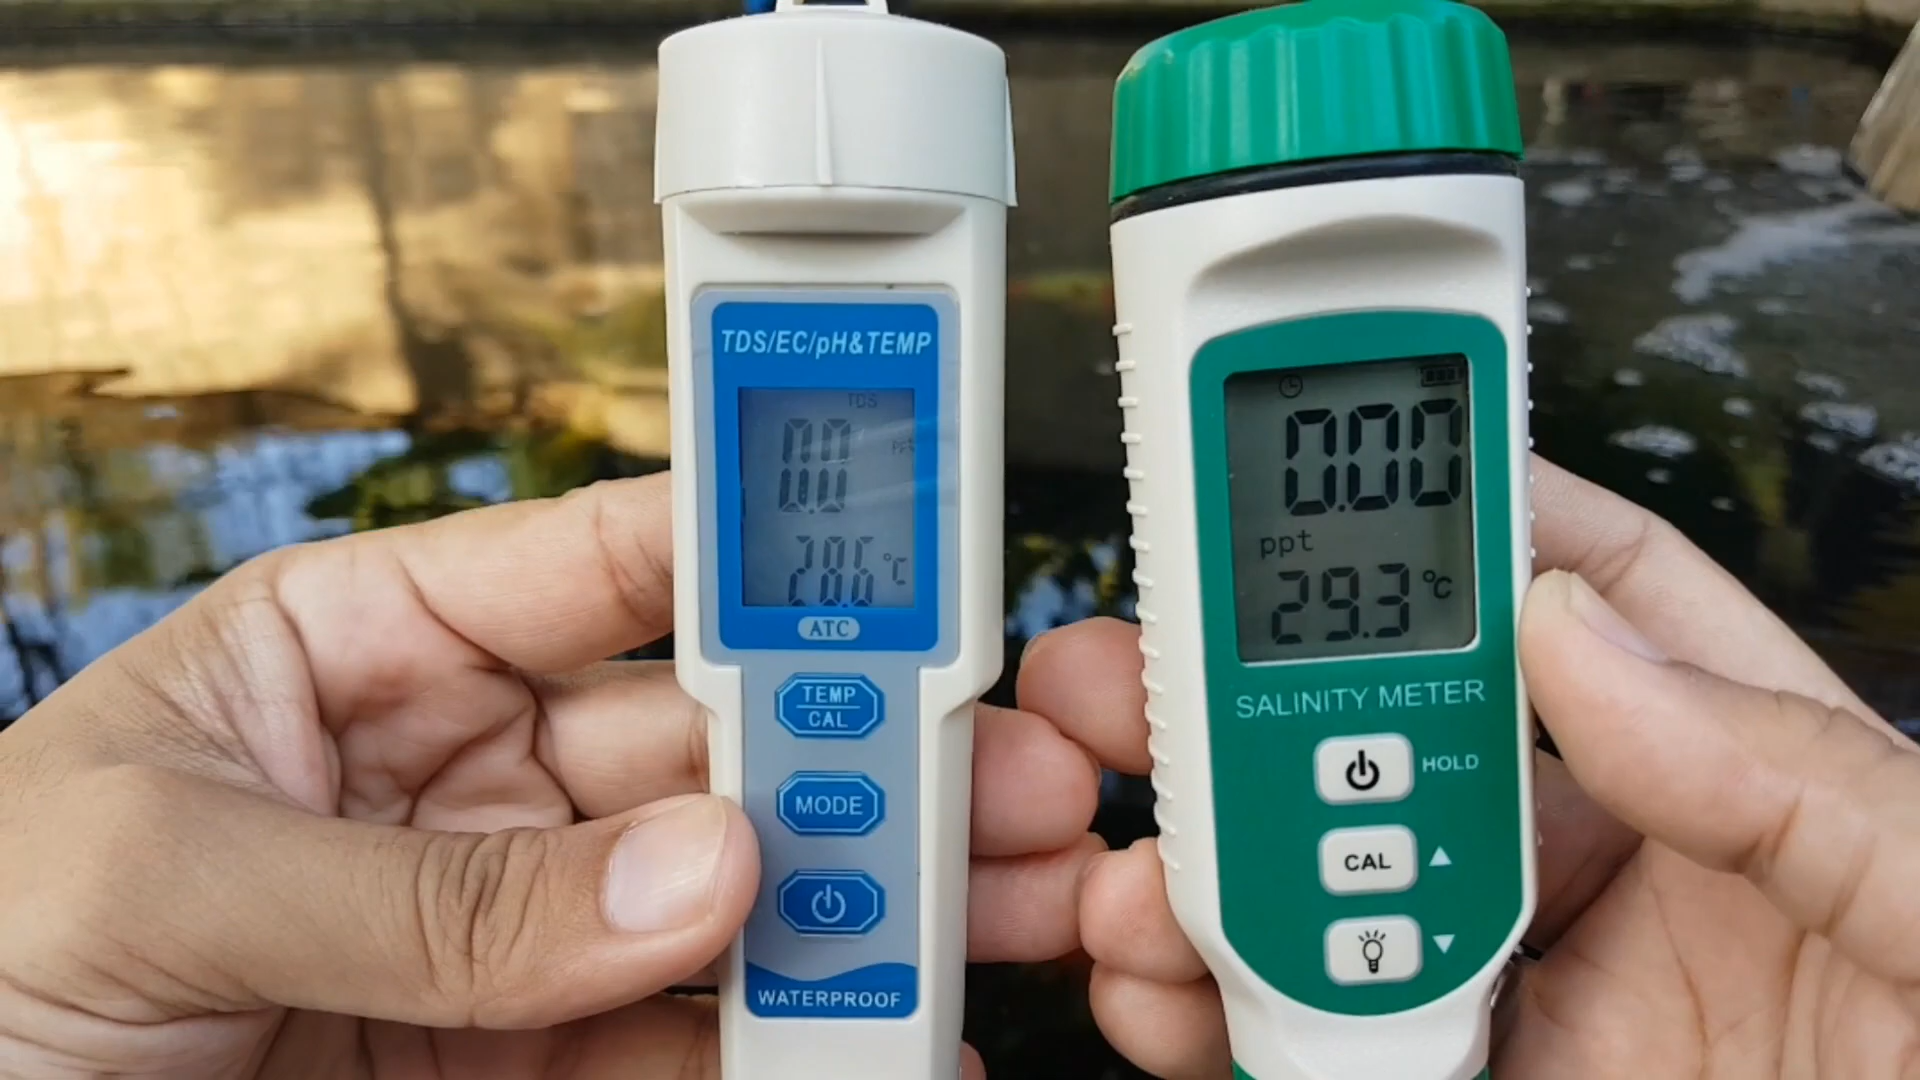 TDS/EC/pH&TEMP
TDS
0.0
28.6 °C
ATC
TEMP
CAL
MODE
WATERPROOF
0.00
ppt
29.3 °C
SALINITY METER
HOLD
CAL